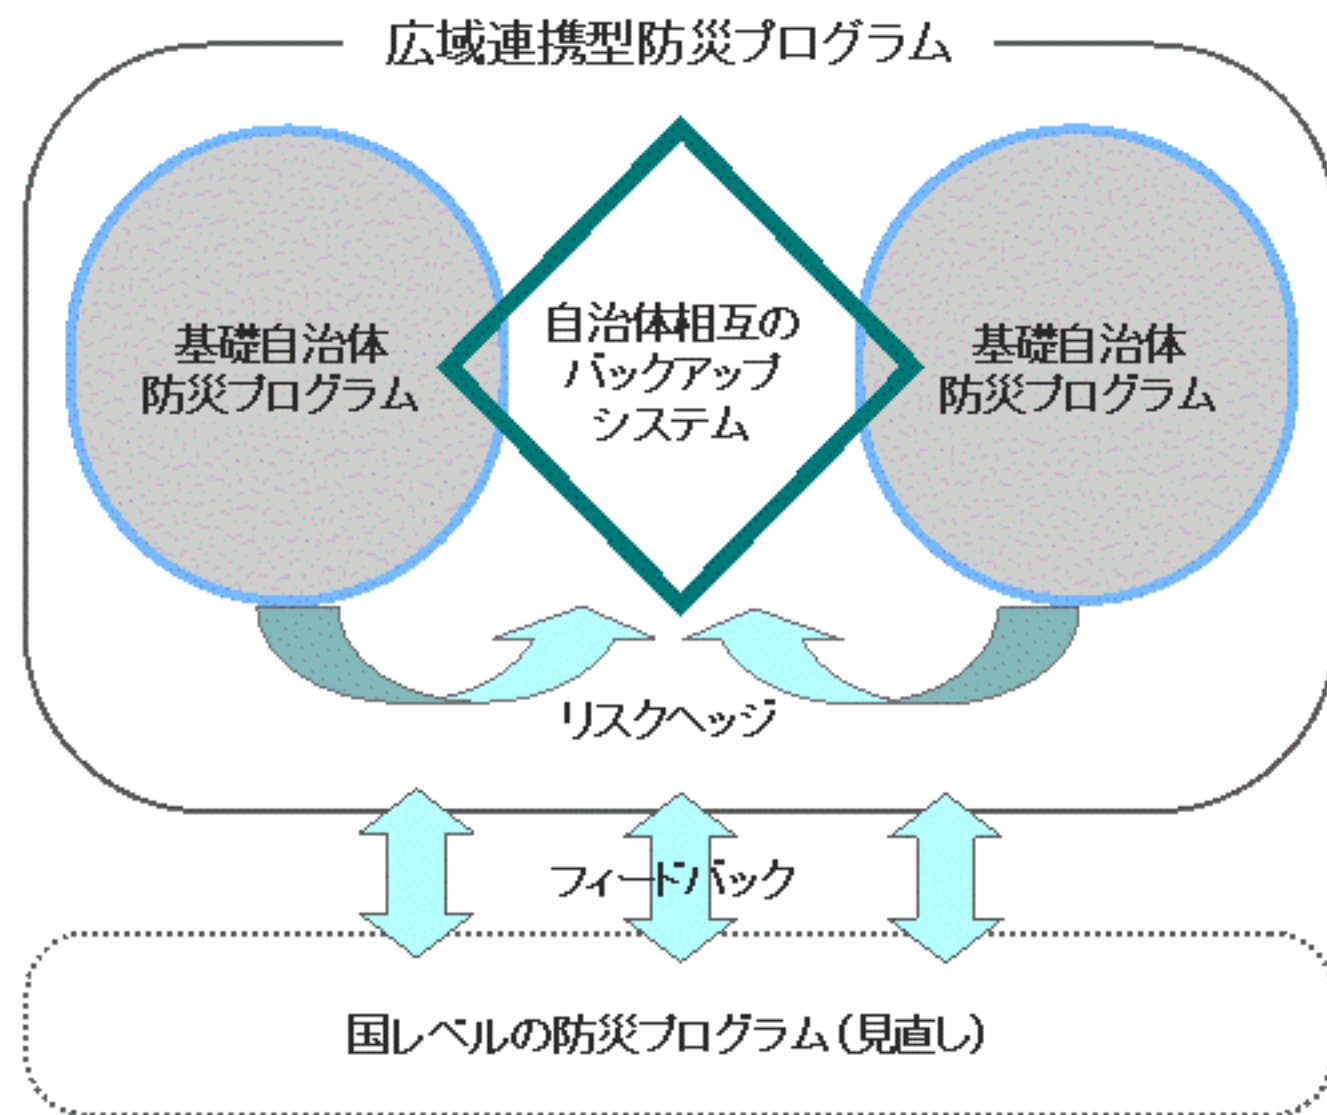 広域連携型防災プログラム
基礎自治体
防災プログラム
自治体相互の
バックアップ
システム
基礎自治体
防災プログラム
リスクヘッジ
フィードバック
国レベルの防災プログラム(見直し)